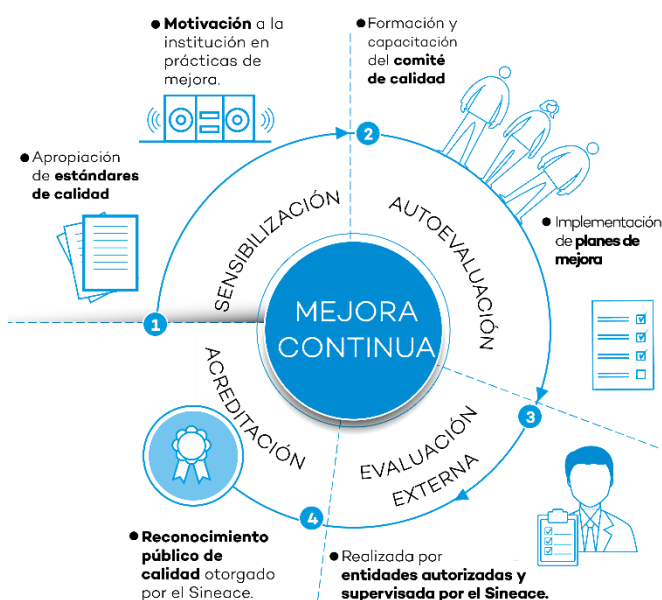 ● Motivación a la
institución en
prácticas de
mejora.
● Formación y
capacitación
del comité
de calidad
● Apropiación
de estándares
de calidad
● Implementación
de planes de
mejora
1
2
3
4
SENSIBILIZACIÓN
AUTOEVALUACIÓN
EVALUACIÓN
EXTERNA
ACREDITACIÓN
MEJORA
CONTINUA
● Reconocimiento
público de
calidad otorgado
por el Sineace.
● Realizada por
entidades autorizadas y
supervisada por el Sineace.